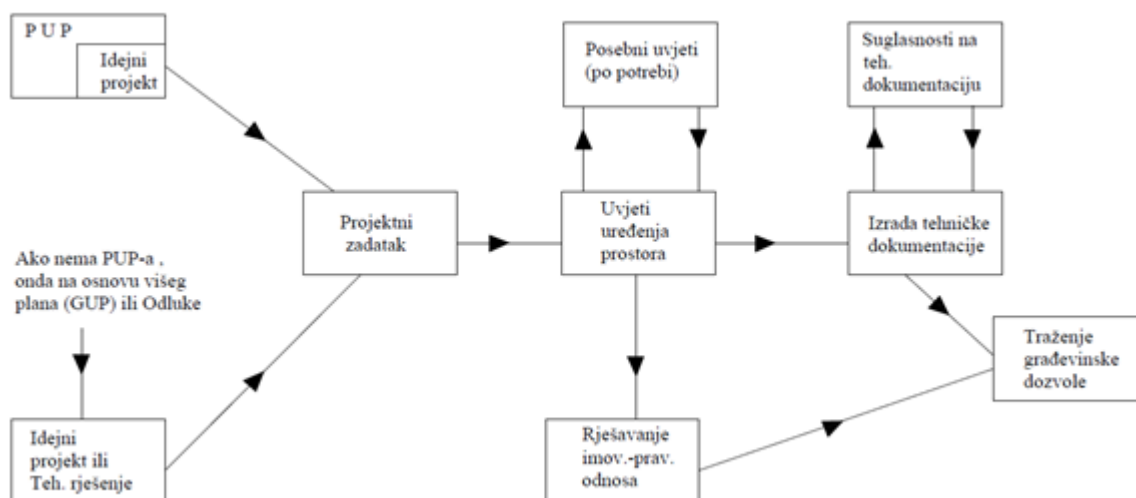 P U P
Idejni
projekt
Posebni uvjeti
(po potrebi)
Suglasnosti na
teh.
dokumentaciju
Projektni
zadatak
Uvjeti
uređenja
prostora
Izrada tehničke
dokumentacije
Ako nema PUP-a ,
onda na osnovu višeg
plana (GUP) ili Odluke
Traženje
građevinske
dozvole
Idejni
projekt ili
Teh. rješenje
Rješavanje
imov.-prav.
odnosa